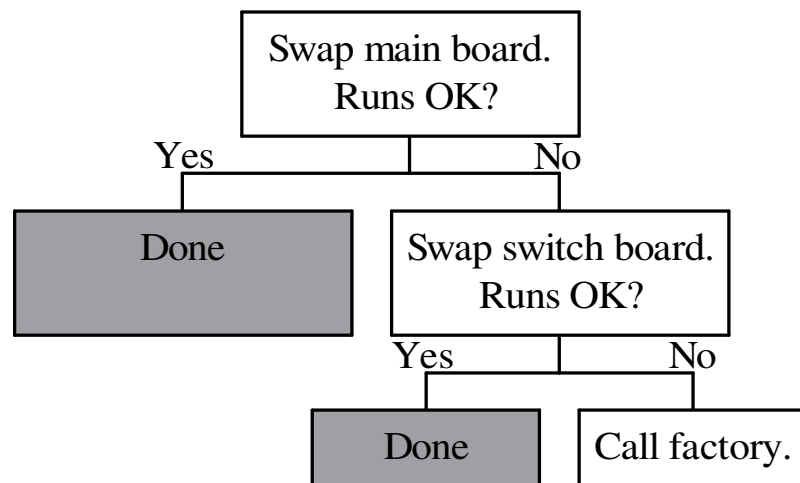 Swap main board.
Runs OK?
Yes
No
Done
Swap switch board.
Runs OK?
Yes
No
Done
Call factory.